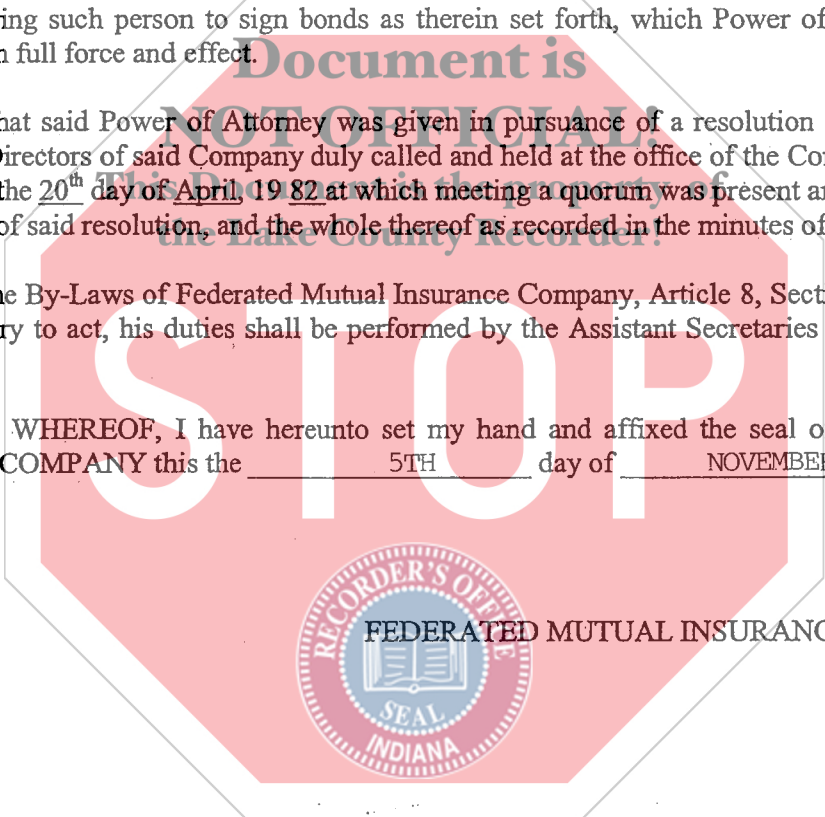 ing such person to sign bonds as therein set forth, which Power of
n full force and effect.
Document is
NOT OFFICIAL!
hat said Power of Attorney was given in pursuance of a resolution
Directors of said Company duly called and held at the office of the Co
the 20th day of April, 19 82 at which meeting a quorum was present a
This Document is the property of
of said resolution, and the whole thereof as recorded in the minutes of
the Lake County Recorder!
e By-Laws of Federated Mutual Insurance Company, Article 8, Sect
ry to act, his duties shall be performed by the Assistant Secretaries
STOP
WHEREOF, I have hereunto set my hand and affixed the seal o
COMPANY this the 5TH day of NOVEMBER
RECORDER'S OFFICE
FEDERATED MUTUAL INSURANC
SEAL
INDIANA